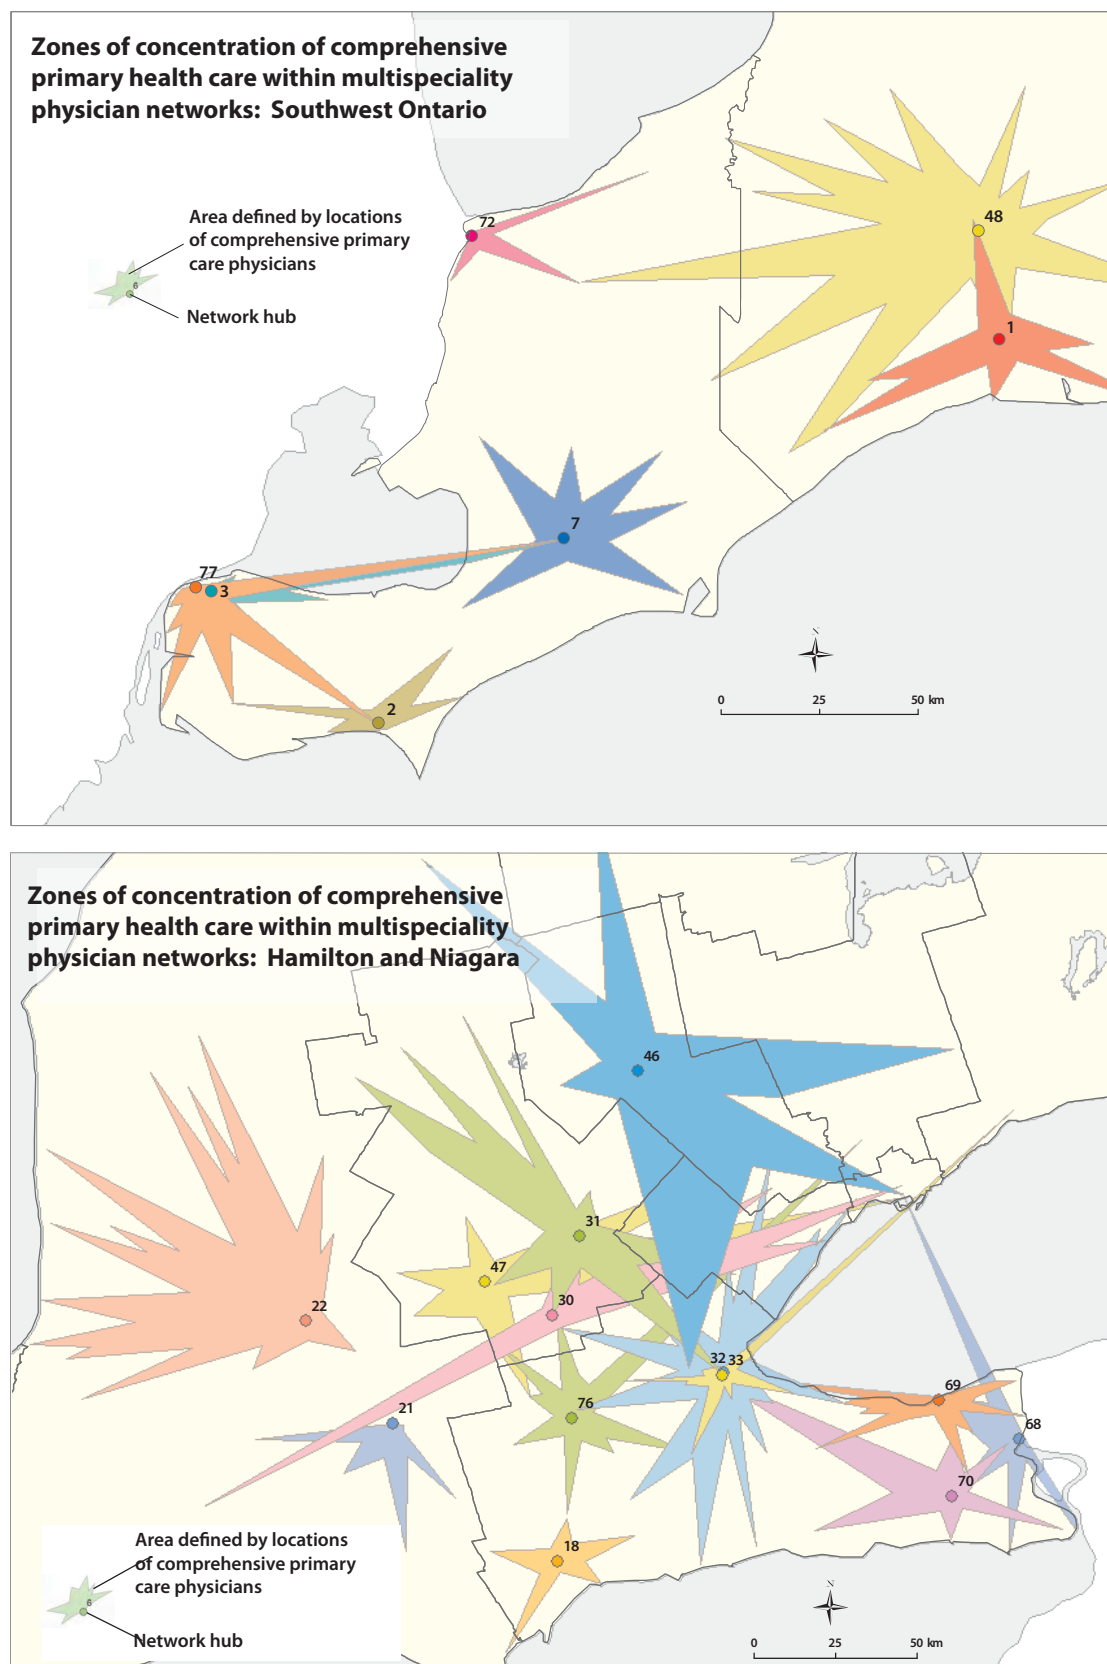 Zones of concentration of comprehensive
primary health care within multispeciality
physician networks: Southwest Ontario
Area defined by locations
of comprehensive primary
care physicians
6
Network hub
72
48
1
7
77
3
2
N
0 25 50 km
Zones of concentration of comprehensive
primary health care within multispeciality
physician networks: Hamilton and Niagara
46
31
47
30
22
32 33
69
76
21
68
70
18
Area defined by locations
of comprehensive primary
care physicians
6
Network hub
N
0 25 50 km